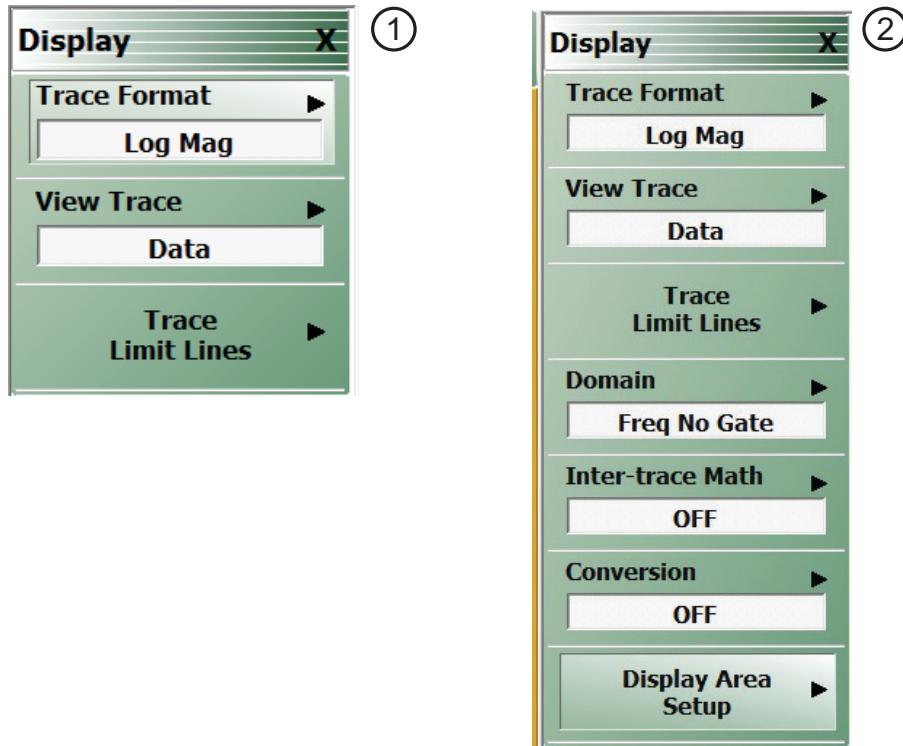 Display X
1
Trace Format
Log Mag
View Trace
Data
Trace
Limit Lines
Display X
2
Trace Format
Log Mag
View Trace
Data
Trace
Limit Lines
Domain
Freq No Gate
Inter-trace Math
OFF
Conversion
OFF
Display Area
Setup